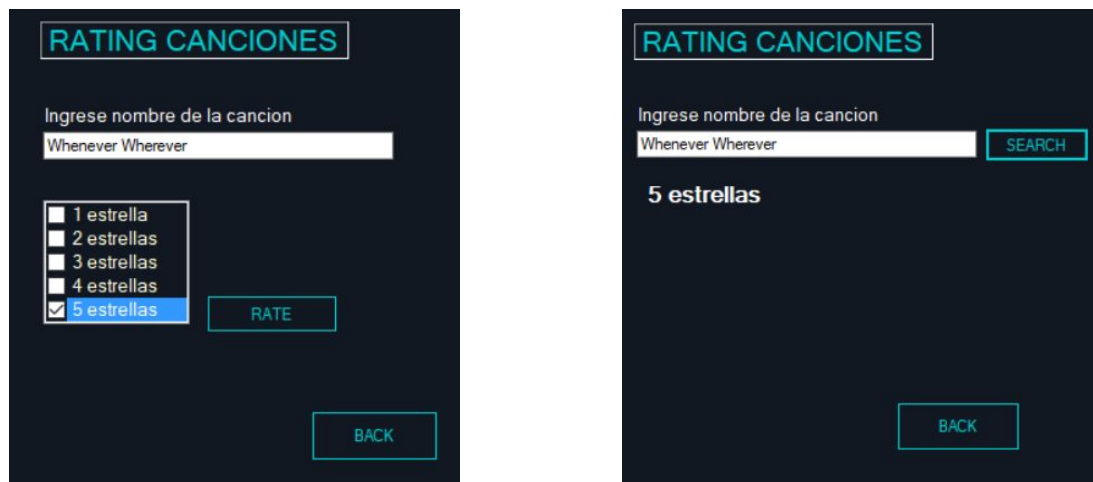 RATING CANCIONES
Ingrese nombre de la cancion
Whenever Wherever
1 estrella
2 estrellas
3 estrellas
4 estrellas
5 estrellas
RATE
BACK
RATING CANCIONES
Ingrese nombre de la cancion
Whenever Wherever
SEARCH
5 estrellas
BACK